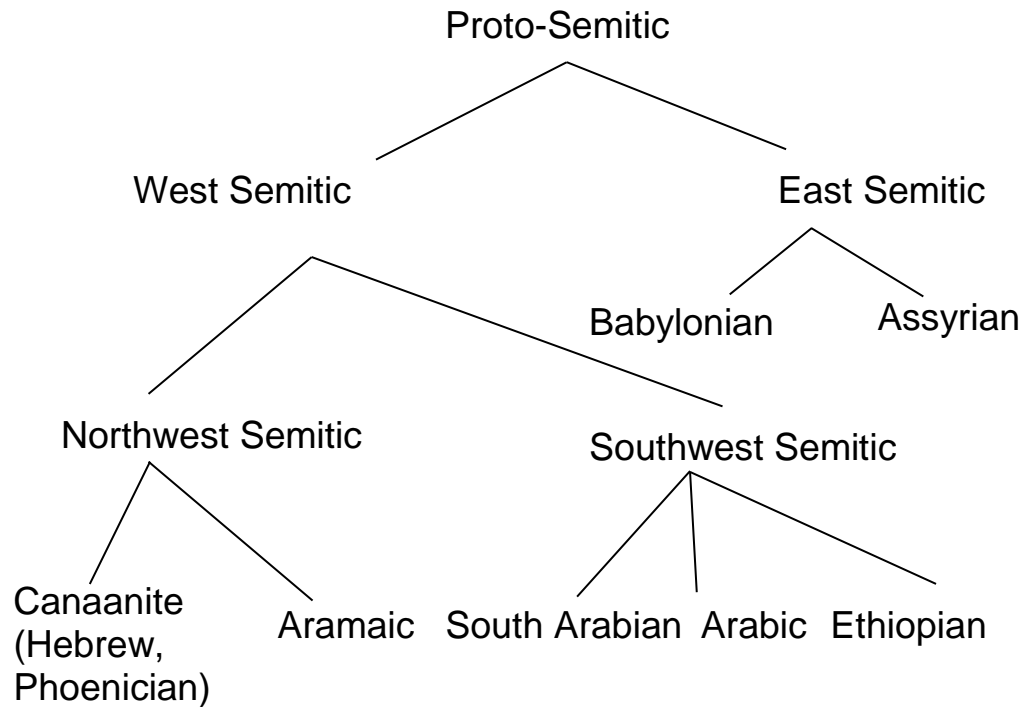 Proto-Semitic
West Semitic
East Semitic
Babylonian
Assyrian
Northwest Semitic
Southwest Semitic
Canaanite
(Hebrew,
Phoenician)
Aramaic
South Arabian
Arabic
Ethiopian